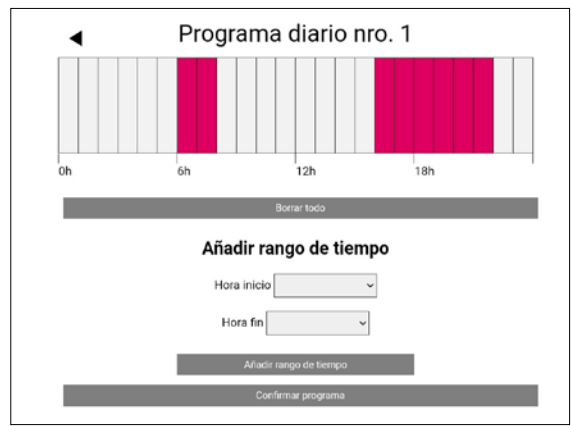 Programa diario nro. 1
0h 6h 12h 18h
Borrar todo
Añadir rango de tiempo
Hora inicio
Hora fin
Añadir rango de tiempo
Confirmar programa